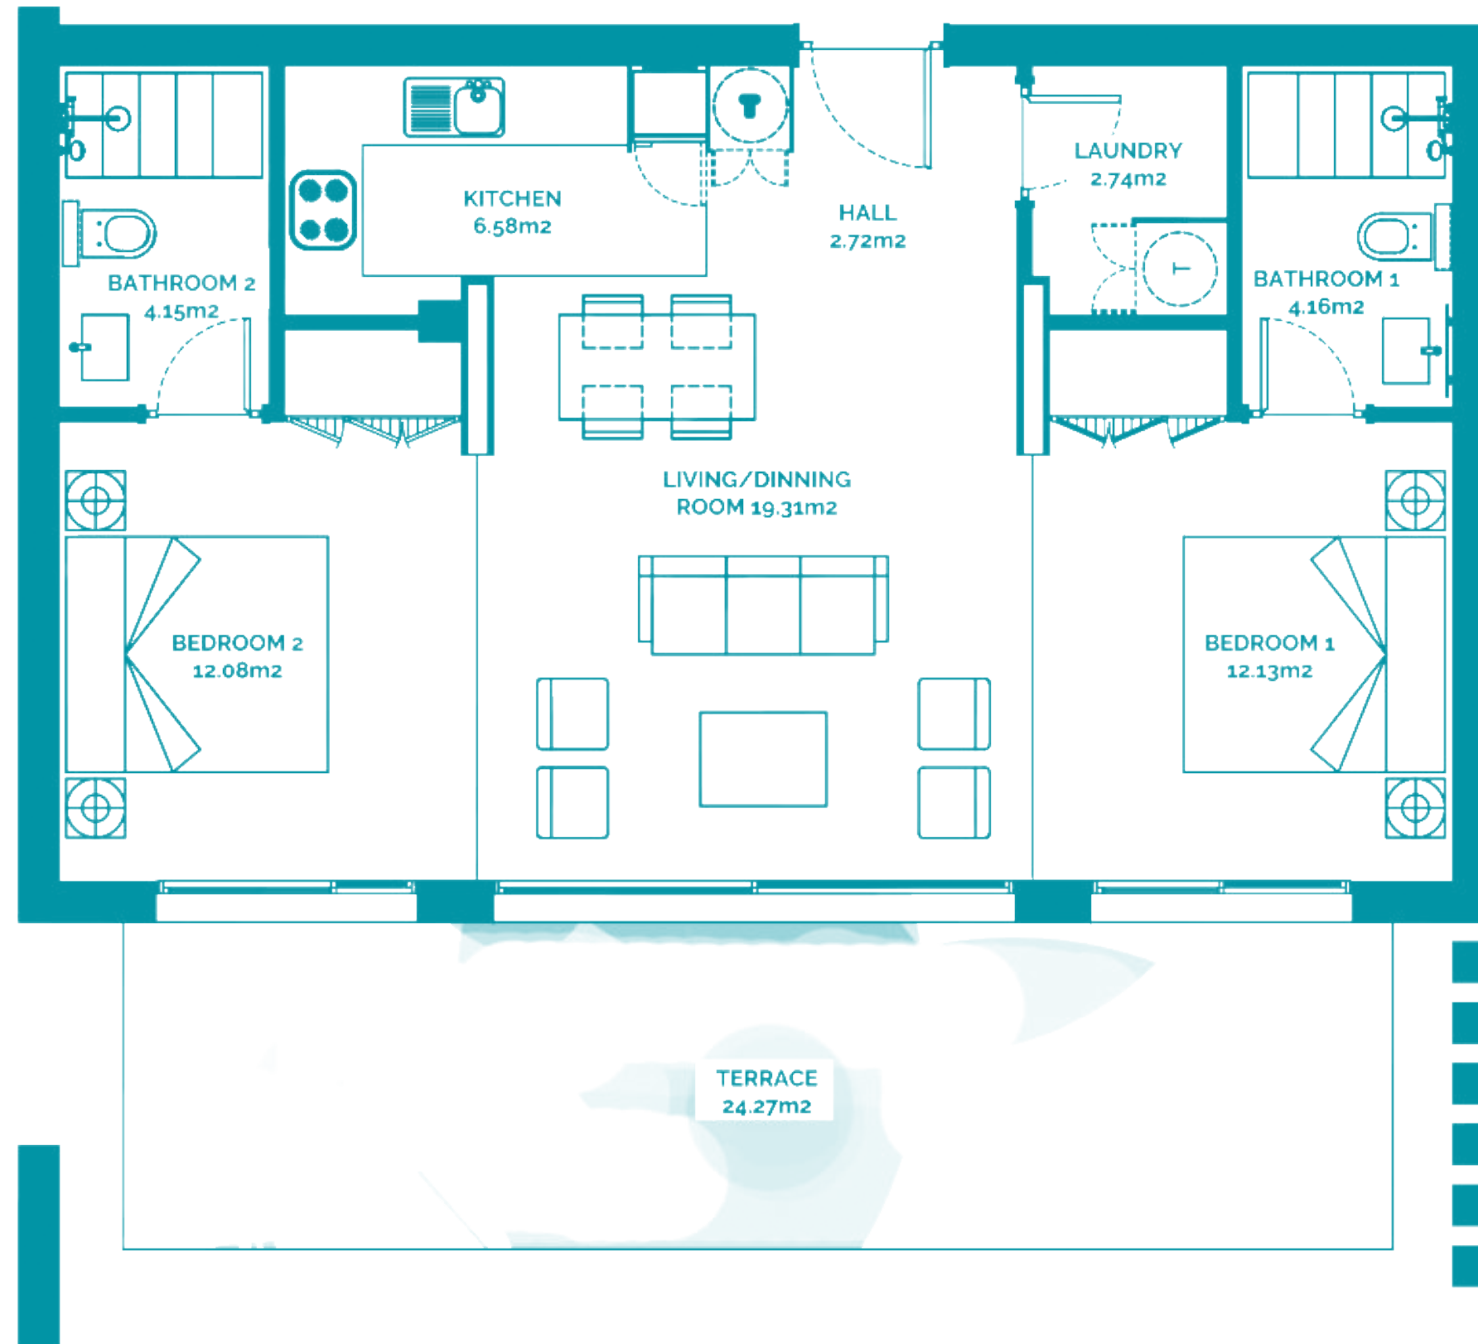 KITCHEN
6.58m2
HALL
2.72m2
LAUNDRY
2.74m2
T
T
BATHROOM 2
4.15m2
BATHROOM 1
4.16m2
LIVING/DINNING
ROOM 19.31m2
BEDROOM 2
12.08m2
BEDROOM 1
12.13m2
TERRACE
24.27m2